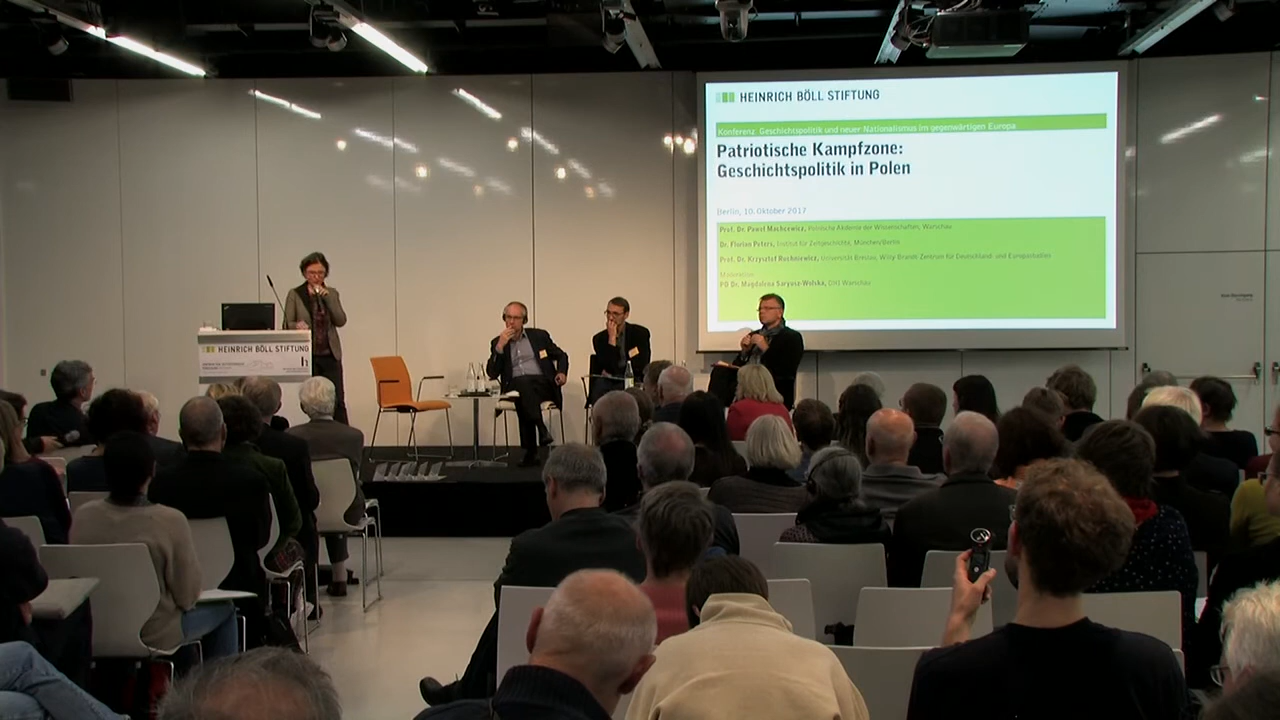 HEINRICH BÖLL STIFTUNG
Konferenz: Geschichtspolitik und neuer Nationalismus im gegenwärtigen Europa
Patriotische Kampfzone:
Geschichtspolitik in Polen
Berlin, 10. Oktober 2017
Prof. Dr. Pawel Machcewicz, Polnische Akademie der Wissenschaften, Warschau
Dr. Florian Peters, Institut für Zeitgeschichte, München/Berlin
Prof. Dr. Krzysztof Ruchniewicz, Universität Breslau, Willy Brandt Zentrum für Deutschland- und Europastudien
Moderation
PD Dr. Magdalena Saryusz-Wolska, DHI Warschau
HEINRICH BÖLL STIFTUNG